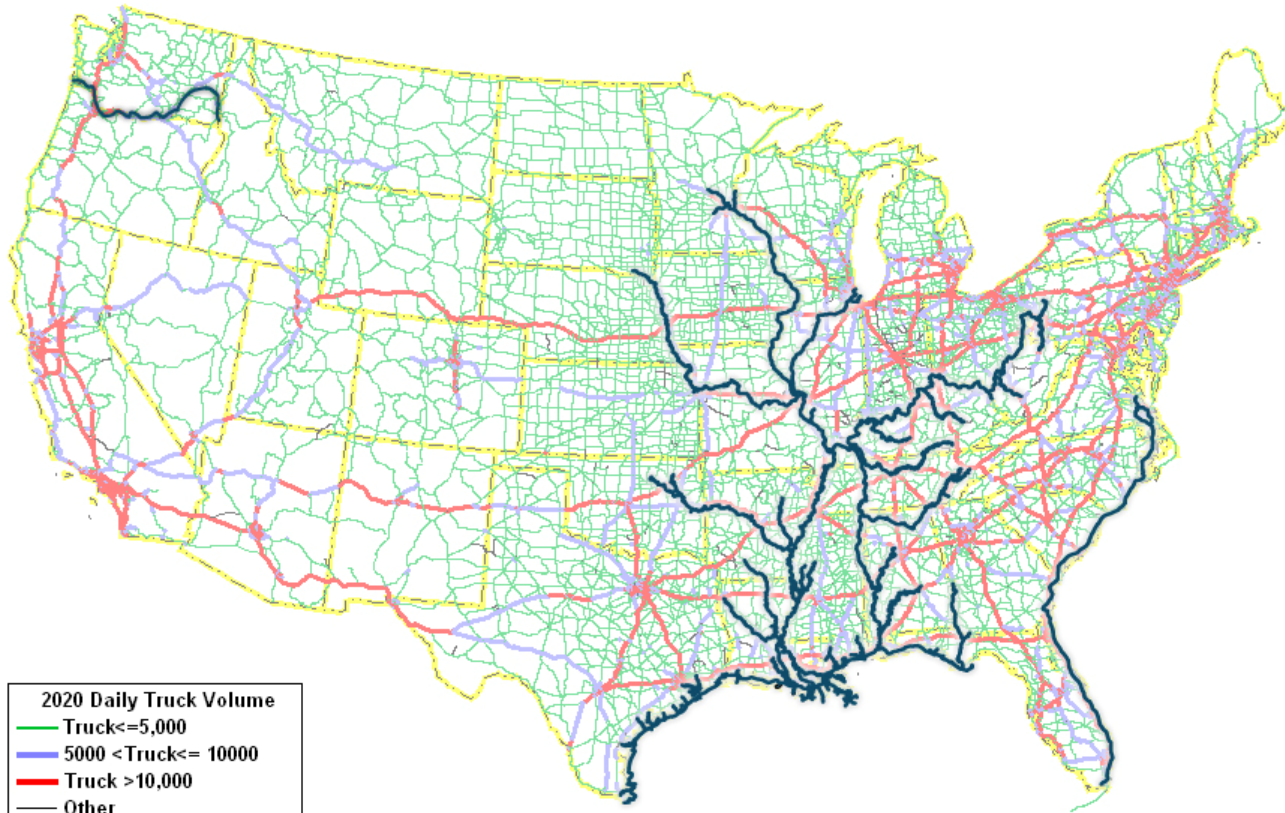 2020 Daily Truck Volume
Truck<=5,000
5000 <Truck<= 10000
Truck >10,000
Other